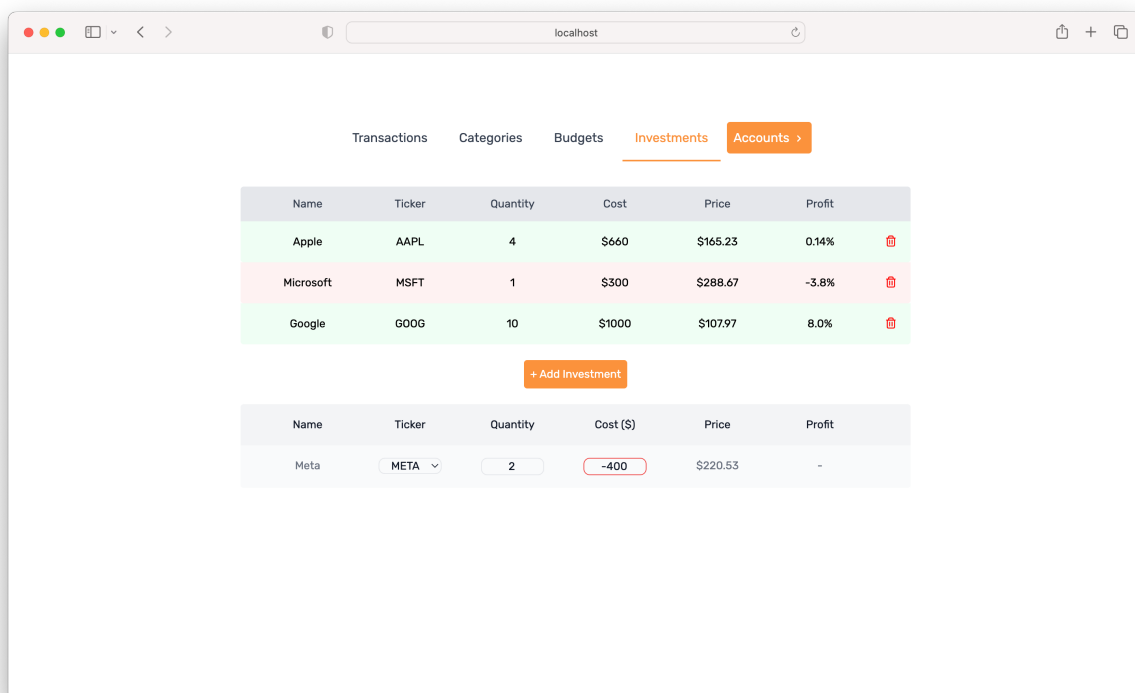 localhost
Transactions Categories Budgets Investments Accounts >
Name Ticker Quantity Cost Price Profit
Apple AAPL 4 $660 $165.23 0.14%
Microsoft MSFT 1 $300 $288.67 -3.8%
Google GOOG 10 $1000 $107.97 8.0%
+ Add Investment
Name Ticker Quantity Cost ($) Price Profit
Meta META 2 -400 $220.53 -